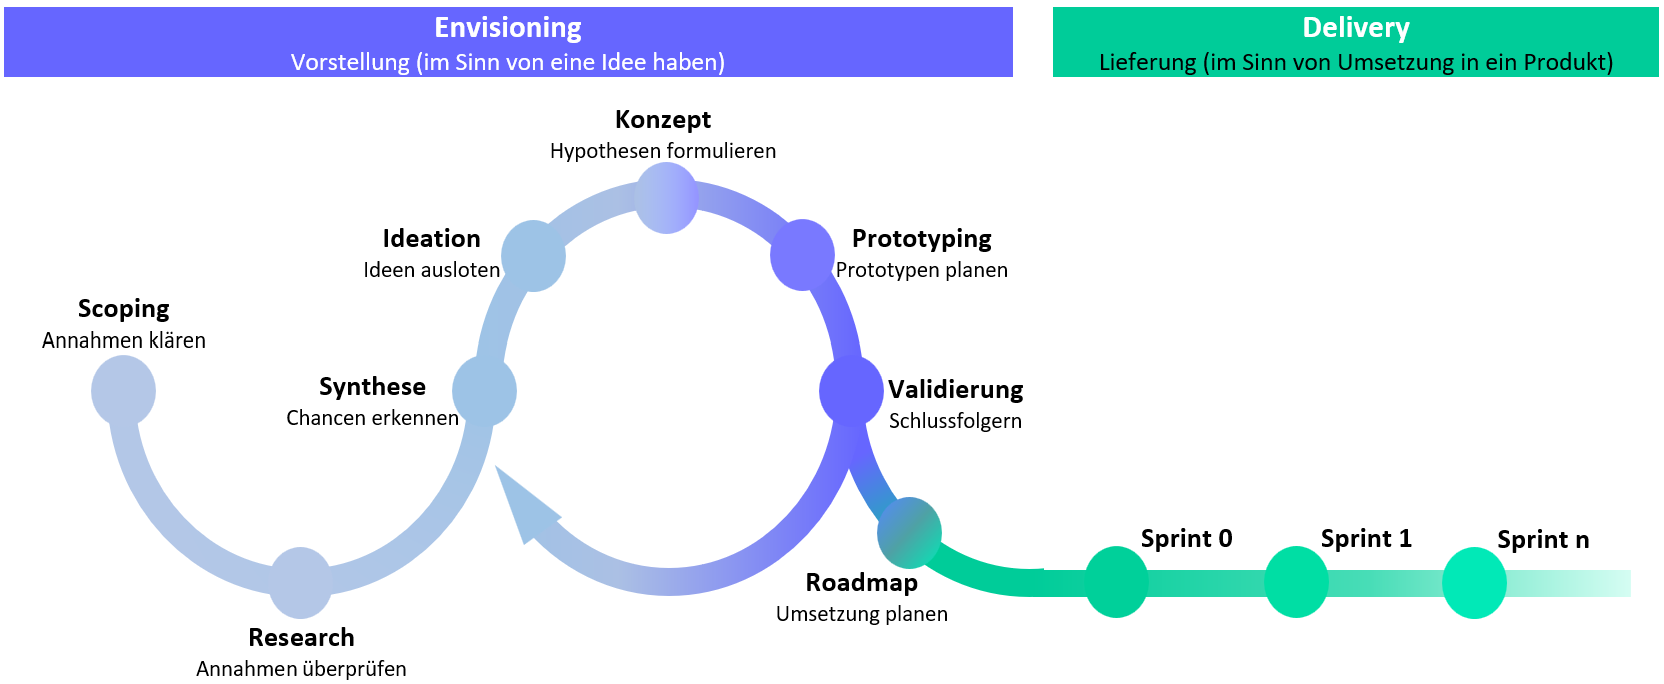 Envisioning
Vorstellung (im Sinn von eine Idee haben)
Delivery
Lieferung (im Sinn von Umsetzung in ein Produkt)
Konzept
Hypothesen formulieren
Ideation
Ideen ausloten
Prototyping
Prototypen planen
Scoping
Annahmen klären
Synthese
Chancen erkennen
Validierung
Schlussfolgern
Sprint 0
Sprint 1
Sprint n
Roadmap
Umsetzung planen
Research
Annahmen überprüfen